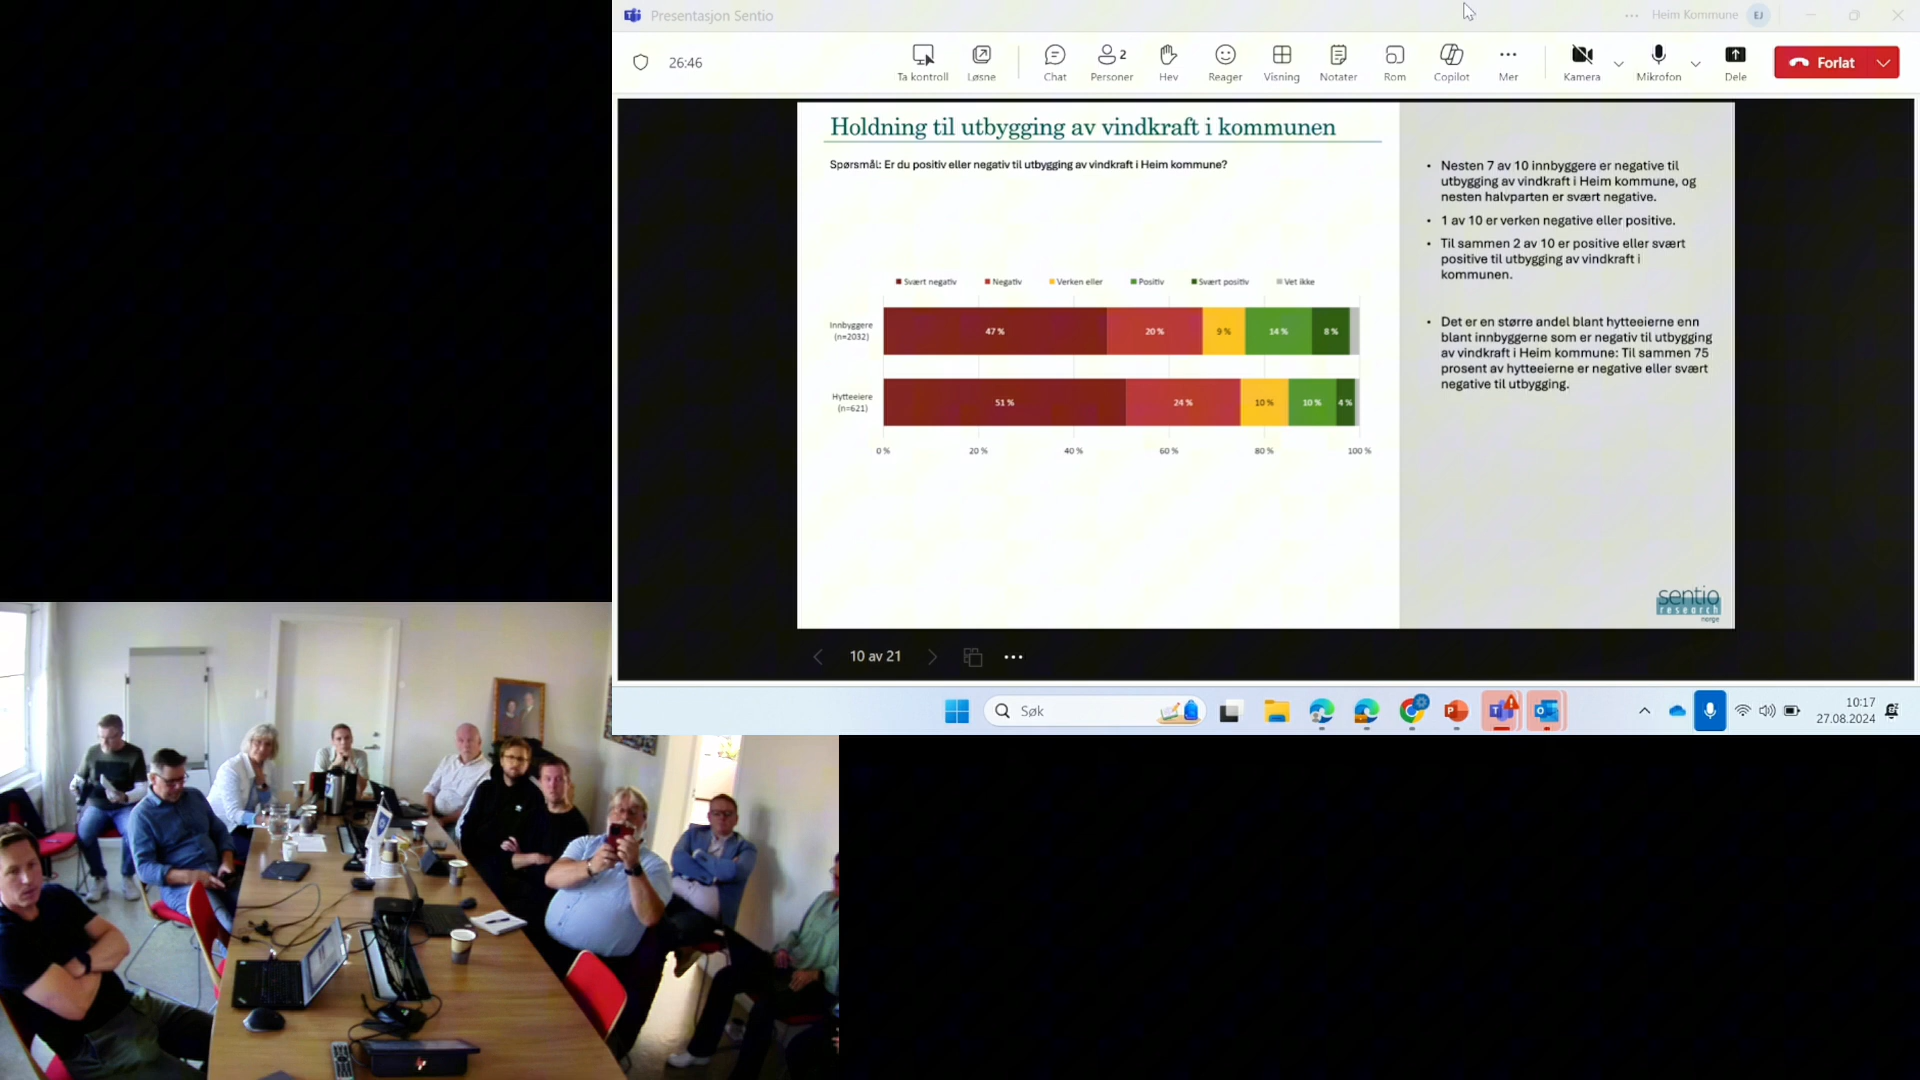 Presentasjon Sentio
Heim Kommune EJ
26:46
Ta kontroll
Løsne
Chat
Personer 2
Hev
Reager
Visning
Notater
Rom
Copilot
Mer
Kamera
Mikrofon
Dele
Forlat
Holdning til utbygging av vindkraft i kommunen
Spørsmål: Er du positiv eller negativ til utbygging av vindkraft i Heim kommune?
Svært negativ Negativ Verken eller Positiv Svært positiv Vet ikke
Innbyggere
(n=2032)
47 % 20 % 9 % 14 % 8 %
Hytteeiere
(n=621)
51 % 24 % 10 % 10 % 4 %
0 % 20 % 40 % 60 % 80 % 100 %
• Nesten 7 av 10 innbyggere er negative til
utbygging av vindkraft i Heim kommune, og
nesten halvparten er svært negative.
• 1 av 10 er verken negative eller positive.
• Til sammen 2 av 10 er positive eller svært
positive til utbygging av vindkraft i
kommunen.
• Det er en større andel blant hytteeierne enn
blant innbyggerne som er negativ til utbygging
av vindkraft i Heim kommune: Til sammen 75
prosent av hytteeierne er negative eller svært
negative til utbygging.
sentio
research
norge
10 av 21
Søk
10:17
27.08.2024